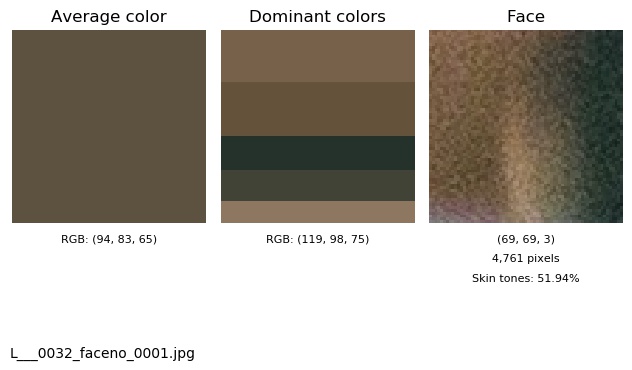 Average color
Dominant colors
Face
RGB: (94, 83, 65)
RGB: (119, 98, 75)
(69, 69, 3)
4,761 pixels
Skin tones: 51.94%
L___0032_faceno_0001.jpg